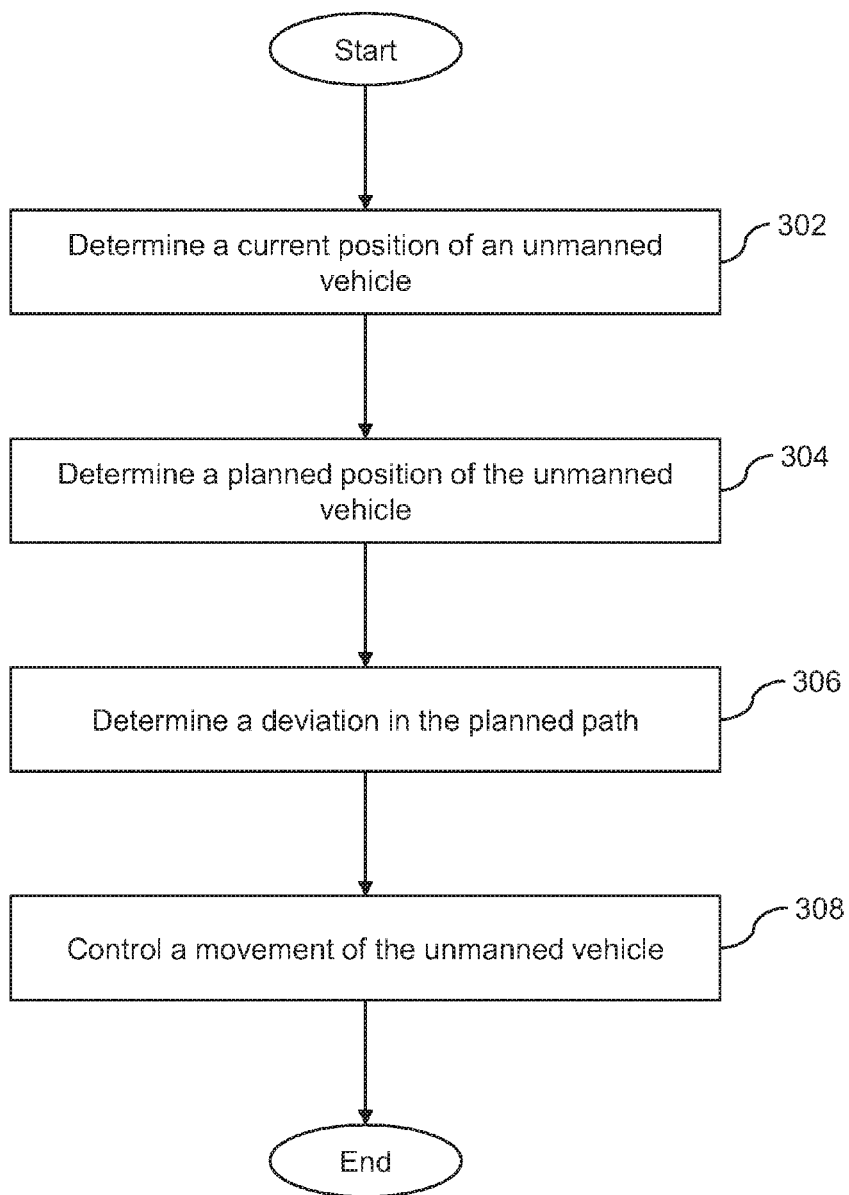 Start
Determine a current position of an unmanned
vehicle
302
Determine a planned position of the unmanned
vehicle
304
Determine a deviation in the planned path
306
Control a movement of the unmanned vehicle
308
End